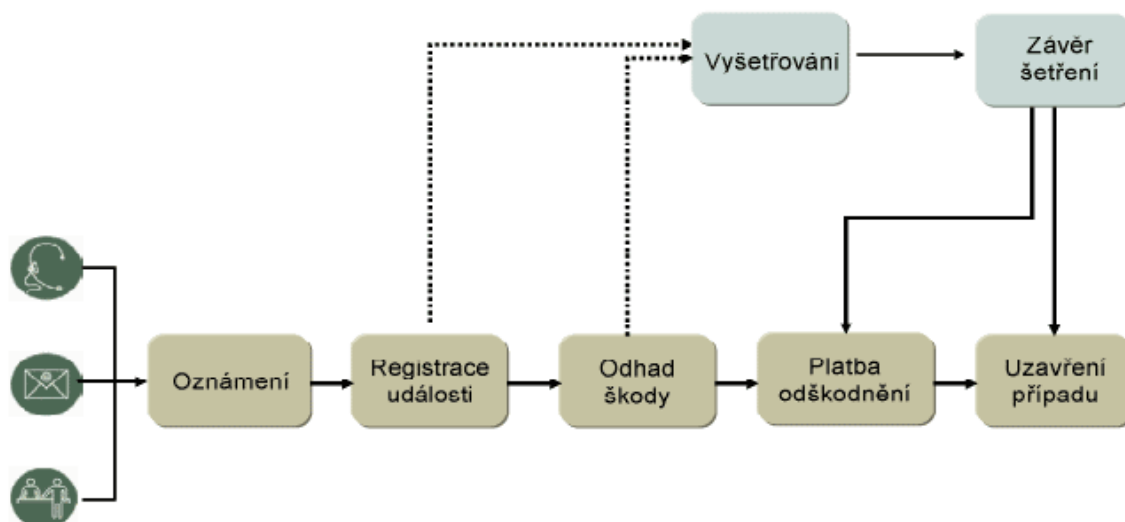 Vyšetřování
Závěr
šetření
Oznámení
Registrace
události
Odhad
škody
Platba
odškodnění
Uzavření
případu